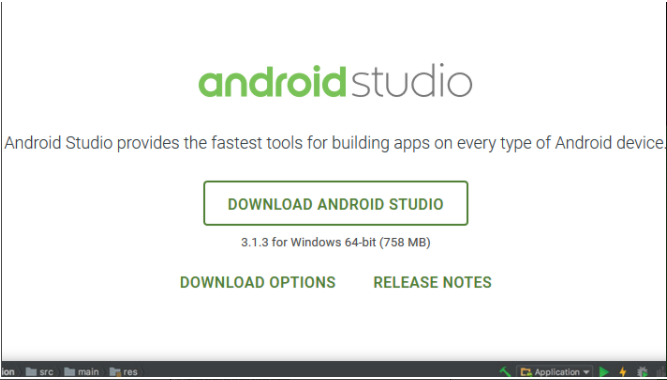 androidstudio
Android Studio provides the fastest tools for building apps on every type of Android device.
DOWNLOAD ANDROID STUDIO
3.1.3 for Windows 64-bit (758 MB)
DOWNLOAD OPTIONS RELEASE NOTES
ion src main res Application